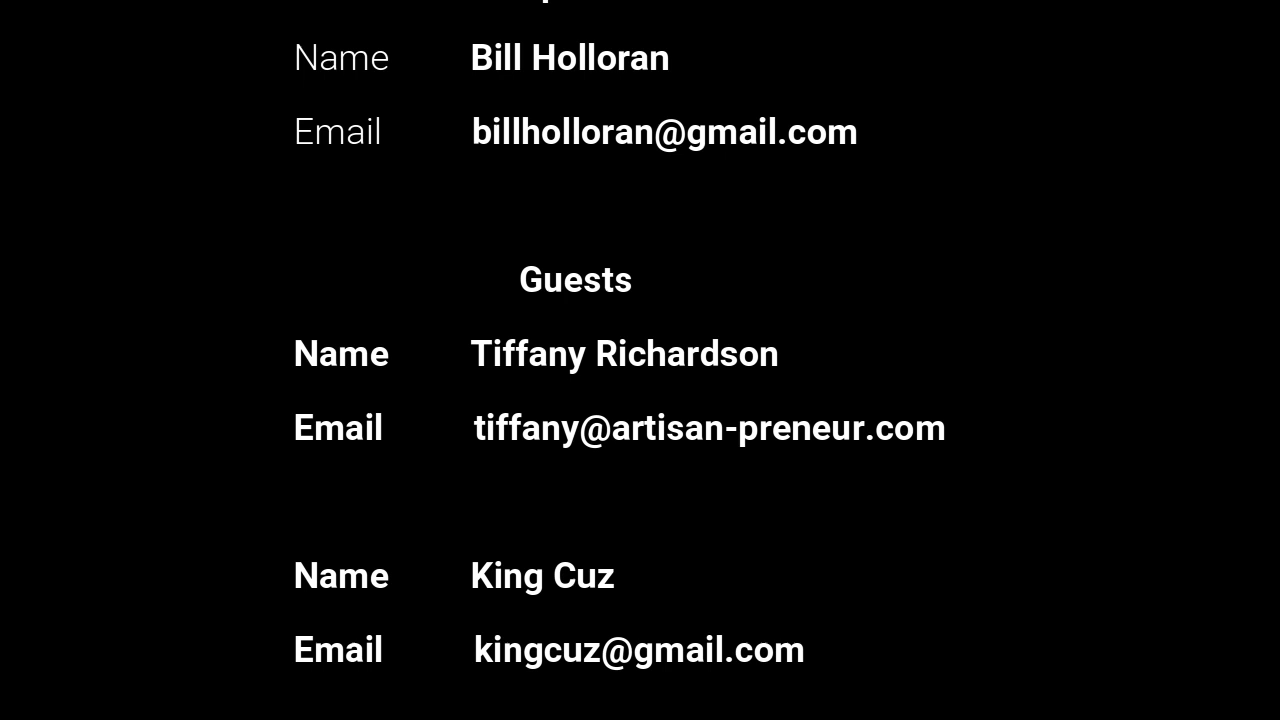 Name Bill Holloran
Email billholloran@gmail.com
Guests
Name Tiffany Richardson
Email tiffany@artisan-preneur.com
Name King Cuz
Email kingcuz@gmail.com